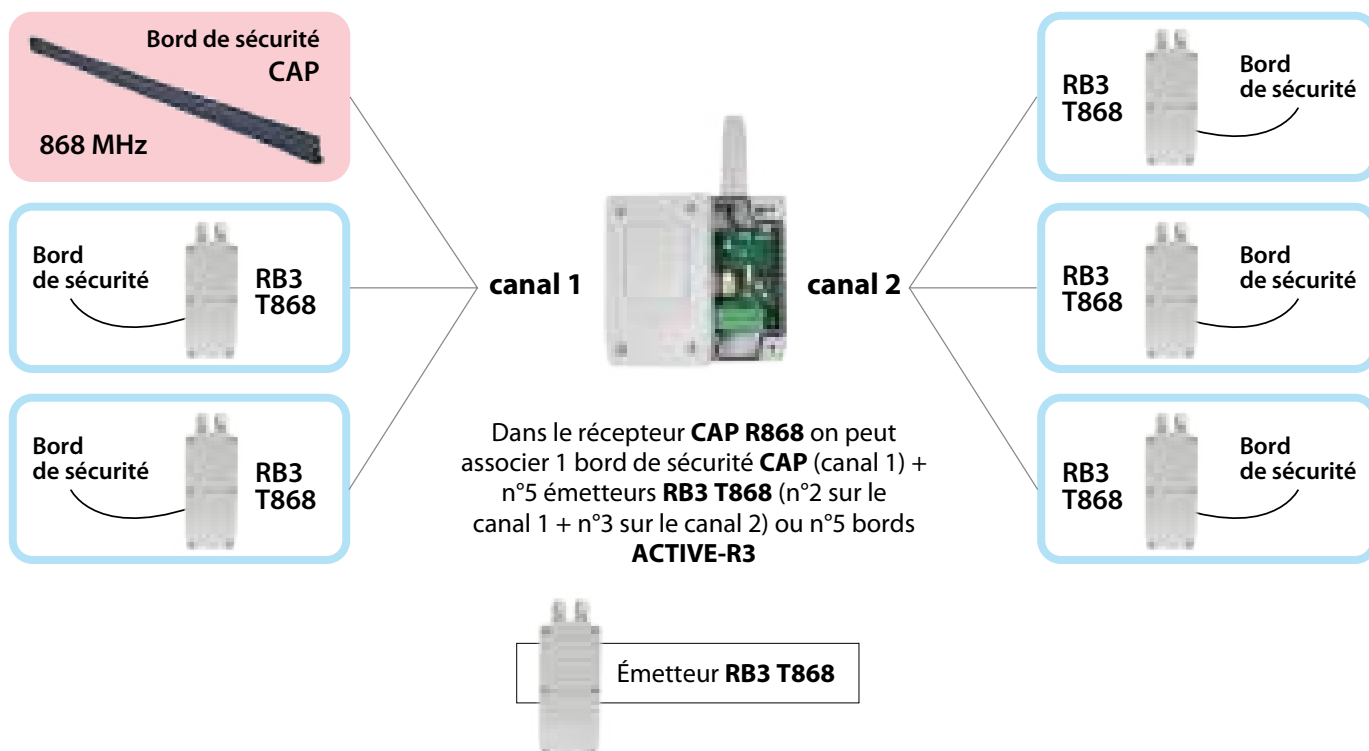 Bord de sécurité
CAP
868 MHz
Bord
de sécurité
RB3
T868
Bord
de sécurité
RB3
T868
canal 1
canal 2
RB3
T868
Bord
de sécurité
RB3
T868
Bord
de sécurité
RB3
T868
Bord
de sécurité
Dans le récepteur CAP R868 on peut
associer 1 bord de sécurité CAP (canal 1) +
n°5 émetteurs RB3 T868 (n°2 sur le
canal 1 + n°3 sur le canal 2) ou n°5 bords
ACTIVE-R3
Émetteur RB3 T868